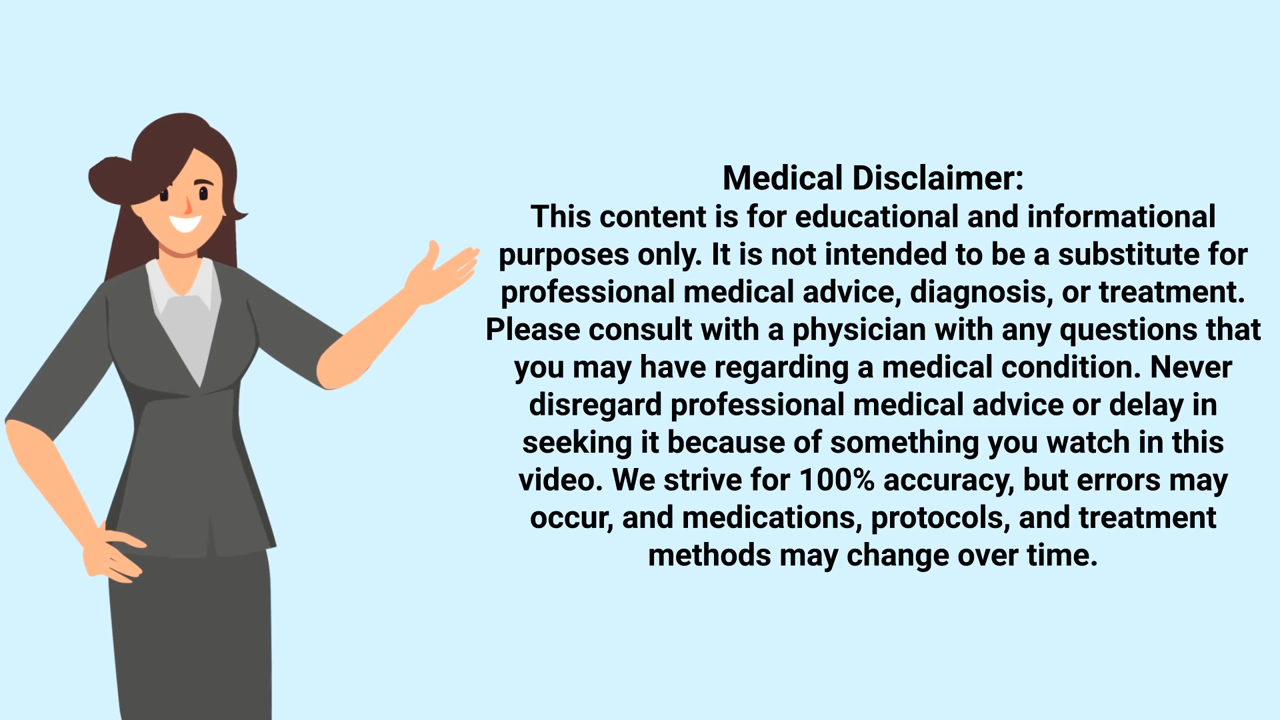 Medical Disclaimer:
This content is for educational and informational
purposes only. It is not intended to be a substitute for
professional medical advice, diagnosis, or treatment.
Please consult with a physician with any questions that
you may have regarding a medical condition. Never
disregard professional medical advice or delay in
seeking it because of something you watch in this
video. We strive for 100% accuracy, but errors may
occur, and medications, protocols, and treatment
methods may change over time.